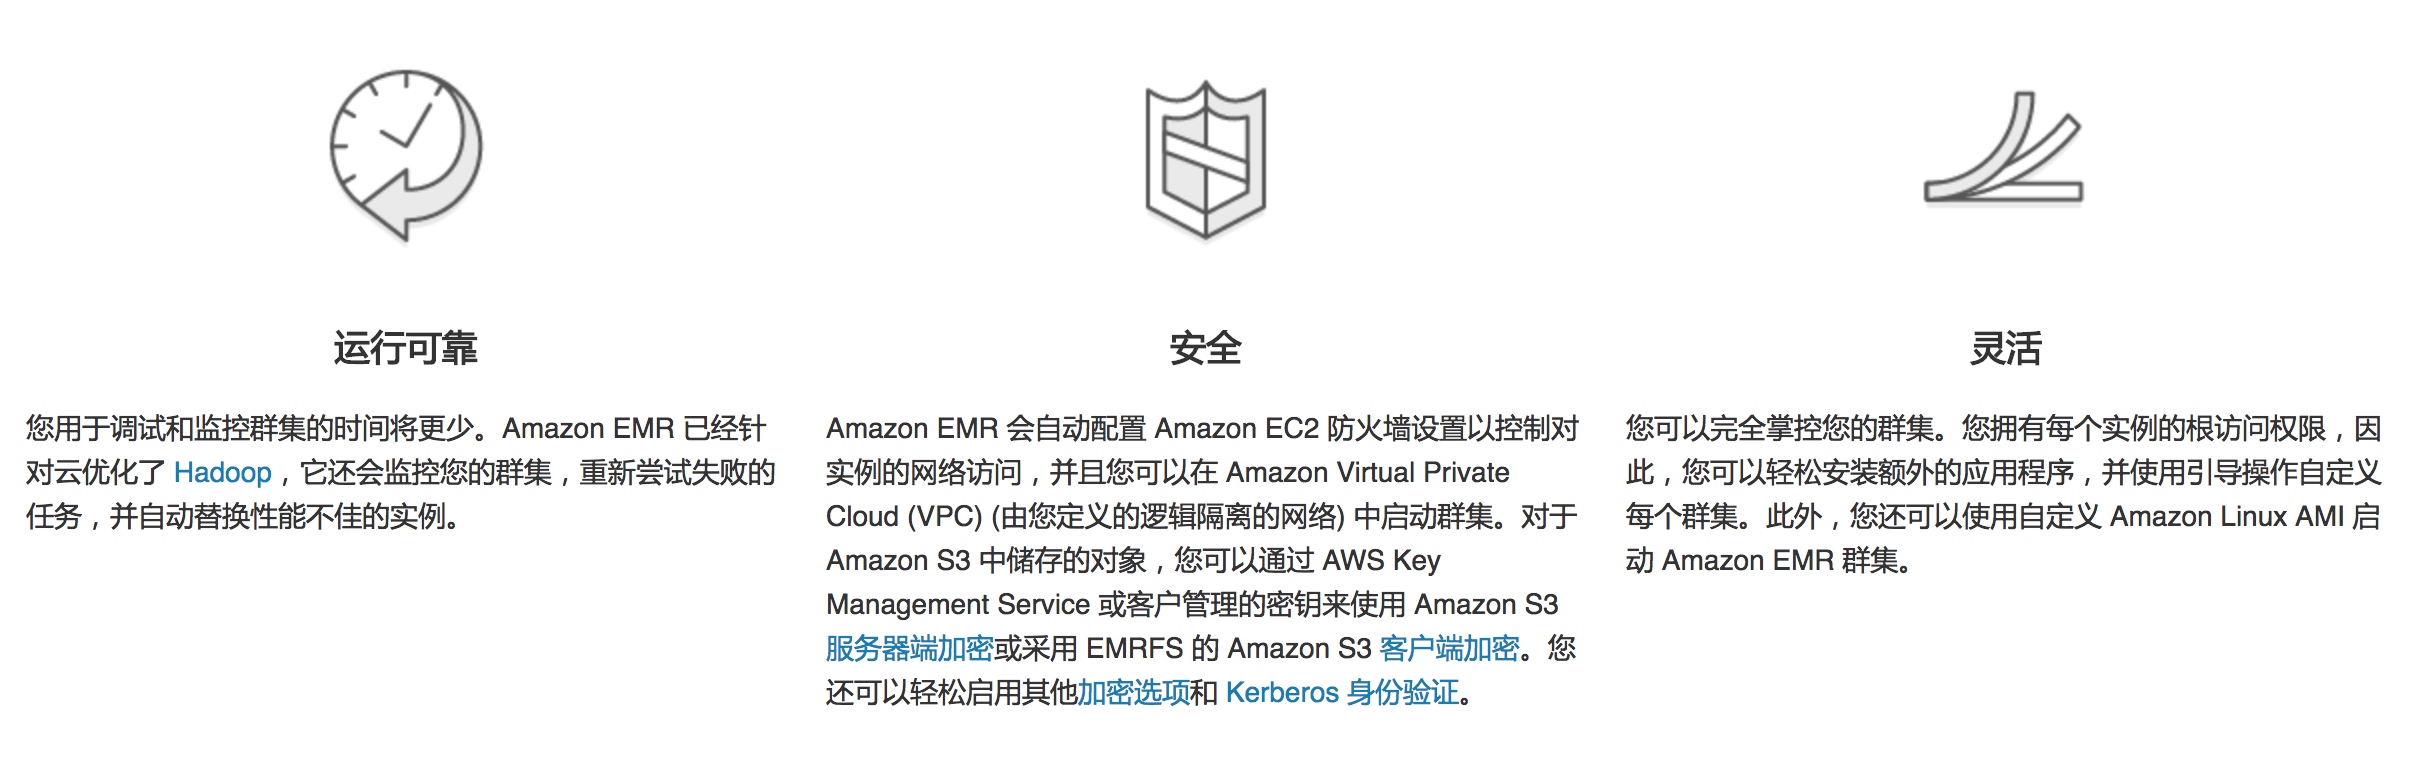 运行可靠
您用于调试和监控群集的时间将更少。Amazon EMR 已经针
对云优化了 Hadoop，它还会监控您的群集，重新尝试失败的
任务，并自动替换性能不佳的实例。
安全
Amazon EMR 会自动配置 Amazon EC2 防火墙设置以控制对
实例的网络访问，并且您可以在 Amazon Virtual Private
Cloud (VPC) (由您定义的逻辑隔离的网络) 中启动群集。对于
Amazon S3 中储存的对象，您可以通过 AWS Key
Management Service 或客户管理的密钥来使用 Amazon S3
服务器端加密或采用 EMRFS 的 Amazon S3 客户端加密。您
还可以轻松启用其他加密选项和 Kerberos 身份验证。
灵活
您可以完全掌控您的群集。您拥有每个实例的根访问权限，因
此，您可以轻松安装额外的应用程序，并使用引导操作自定义
每个群集。此外，您还可以使用自定义 Amazon Linux AMI 启
动 Amazon EMR 群集。